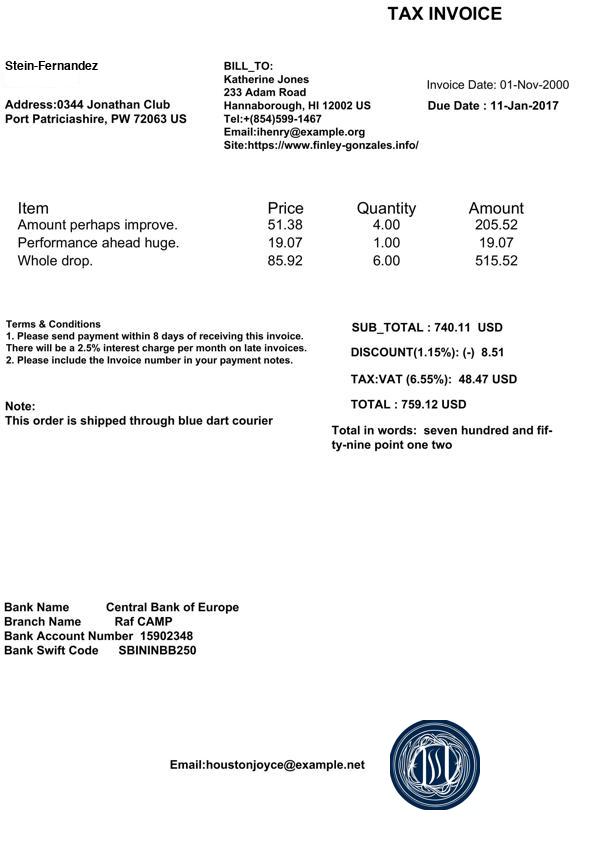 TAX INVOICE
Stein-Fernandez
Address:0344 Jonathan Club
Port Patriciashire, PW 72063 US
BILL_TO:
Katherine Jones
233 Adam Road
Hannaborough, HI 12002 US
Tel:+(854)599-1467
Email:ihenry@example.org
Site:https://www.finley-gonzales.info/
Invoice Date: 01-Nov-2000
Due Date : 11-Jan-2017
Item Price Quantity Amount
Amount perhaps improve. 51.38 4.00 205.52
Performance ahead huge. 19.07 1.00 19.07
Whole drop. 85.92 6.00 515.52
Terms & Conditions
1. Please send payment within 8 days of receiving this invoice.
There will be a 2.5% interest charge per month on late invoices.
2. Please include the Invoice number in your payment notes.
SUB_TOTAL : 740.11 USD
DISCOUNT(1.15%): (-) 8.51
TAX:VAT (6.55%): 48.47 USD
TOTAL : 759.12 USD
Note:
This order is shipped through blue dart courier
Total in words: seven hundred and fif-
ty-nine point one two
Bank Name Central Bank of Europe
Branch Name Raf CAMP
Bank Account Number 15902348
Bank Swift Code SBININBB250
Email:houstonjoyce@example.net